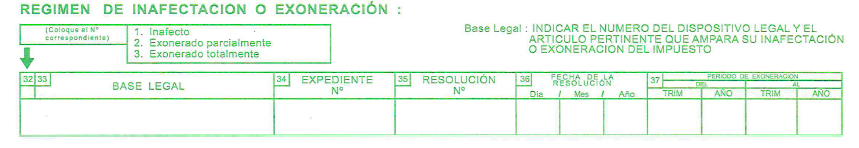 REGIMEN DE INAFECTACION O EXONERACIÓN :
(Coloque el Nº
correspondiente)
1. Inafecto
2. Exonerado parcialmente
3. Exonerado totalmente
Base Legal : INDICAR EL NUMERO DEL DISPOSITIVO LEGAL Y EL
ARTICULO PERTINENTE QUE AMPARA SU INAFECTACIÓN
O EXONERACION DEL IMPUESTO
32 33 BASE LEGAL
34 EXPEDIENTE
Nº
35 RESOLUCIÓN
Nº
36 FECHA DE LA
RESOLUCION
Día / Mes / Año
37 PERIODO DE EXONERACION
DEL AL
TRIM AÑO TRIM AÑO